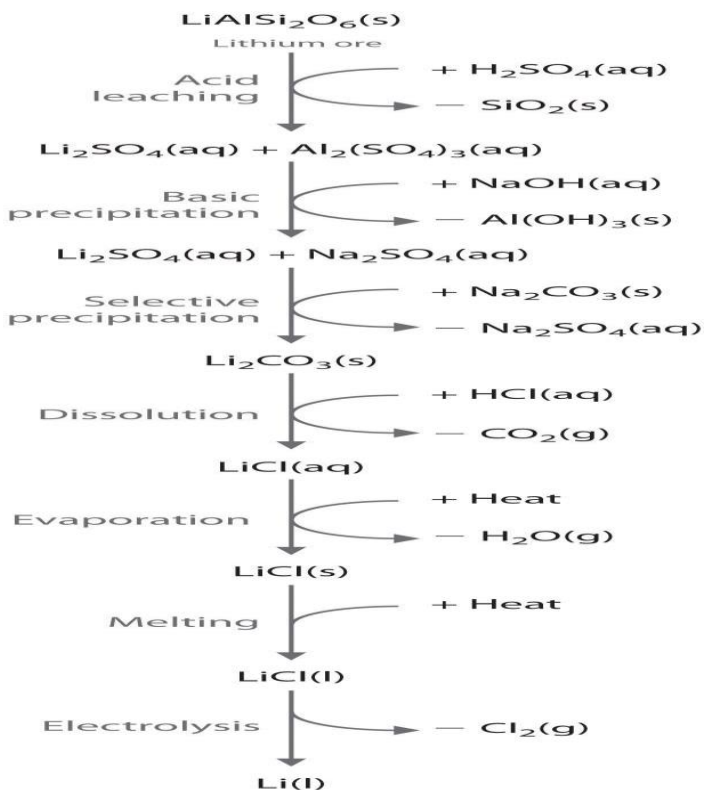 LiAlSi₂O₆(s)
Lithium ore
Acid leaching
+ H₂SO₄(aq)
− SiO₂(s)
Li₂SO₄(aq) + Al₂(SO₄)₃(aq)
Basic precipitation
+ NaOH(aq)
− Al(OH)₃(s)
Li₂SO₄(aq) + Na₂SO₄(aq)
Selective precipitation
+ Na₂CO₃(s)
− Na₂SO₄(aq)
Li₂CO₃(s)
Dissolution
+ HCl(aq)
− CO₂(g)
LiCl(aq)
Evaporation
+ Heat
− H₂O(g)
LiCl(s)
Melting
+ Heat
LiCl(l)
Electrolysis
− Cl₂(g)
Li(l)